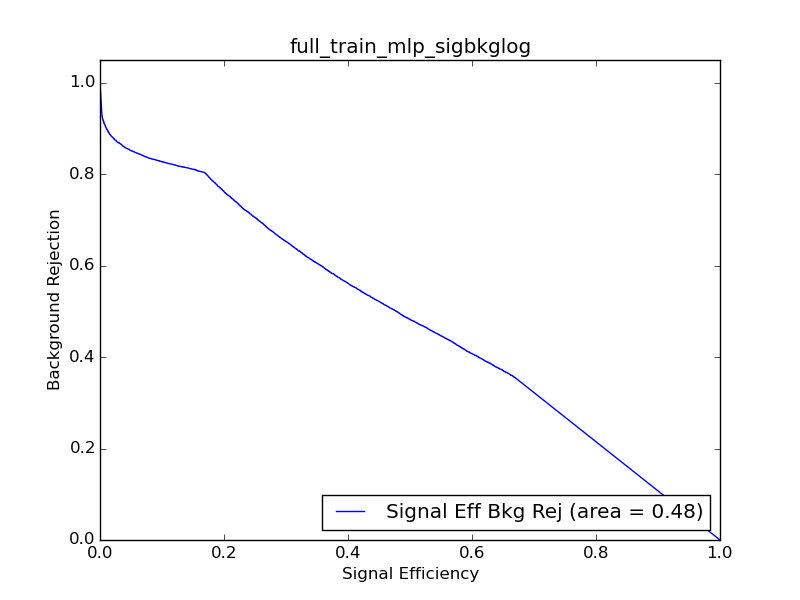 full_train_mlp_sigbkglog
1.0
0.8
0.6
0.4
0.2
0.0
Background Rejection
Signal Eff Bkg Rej (area = 0.48)
0.0 0.2 0.4 0.6 0.8 1.0
Signal Efficiency